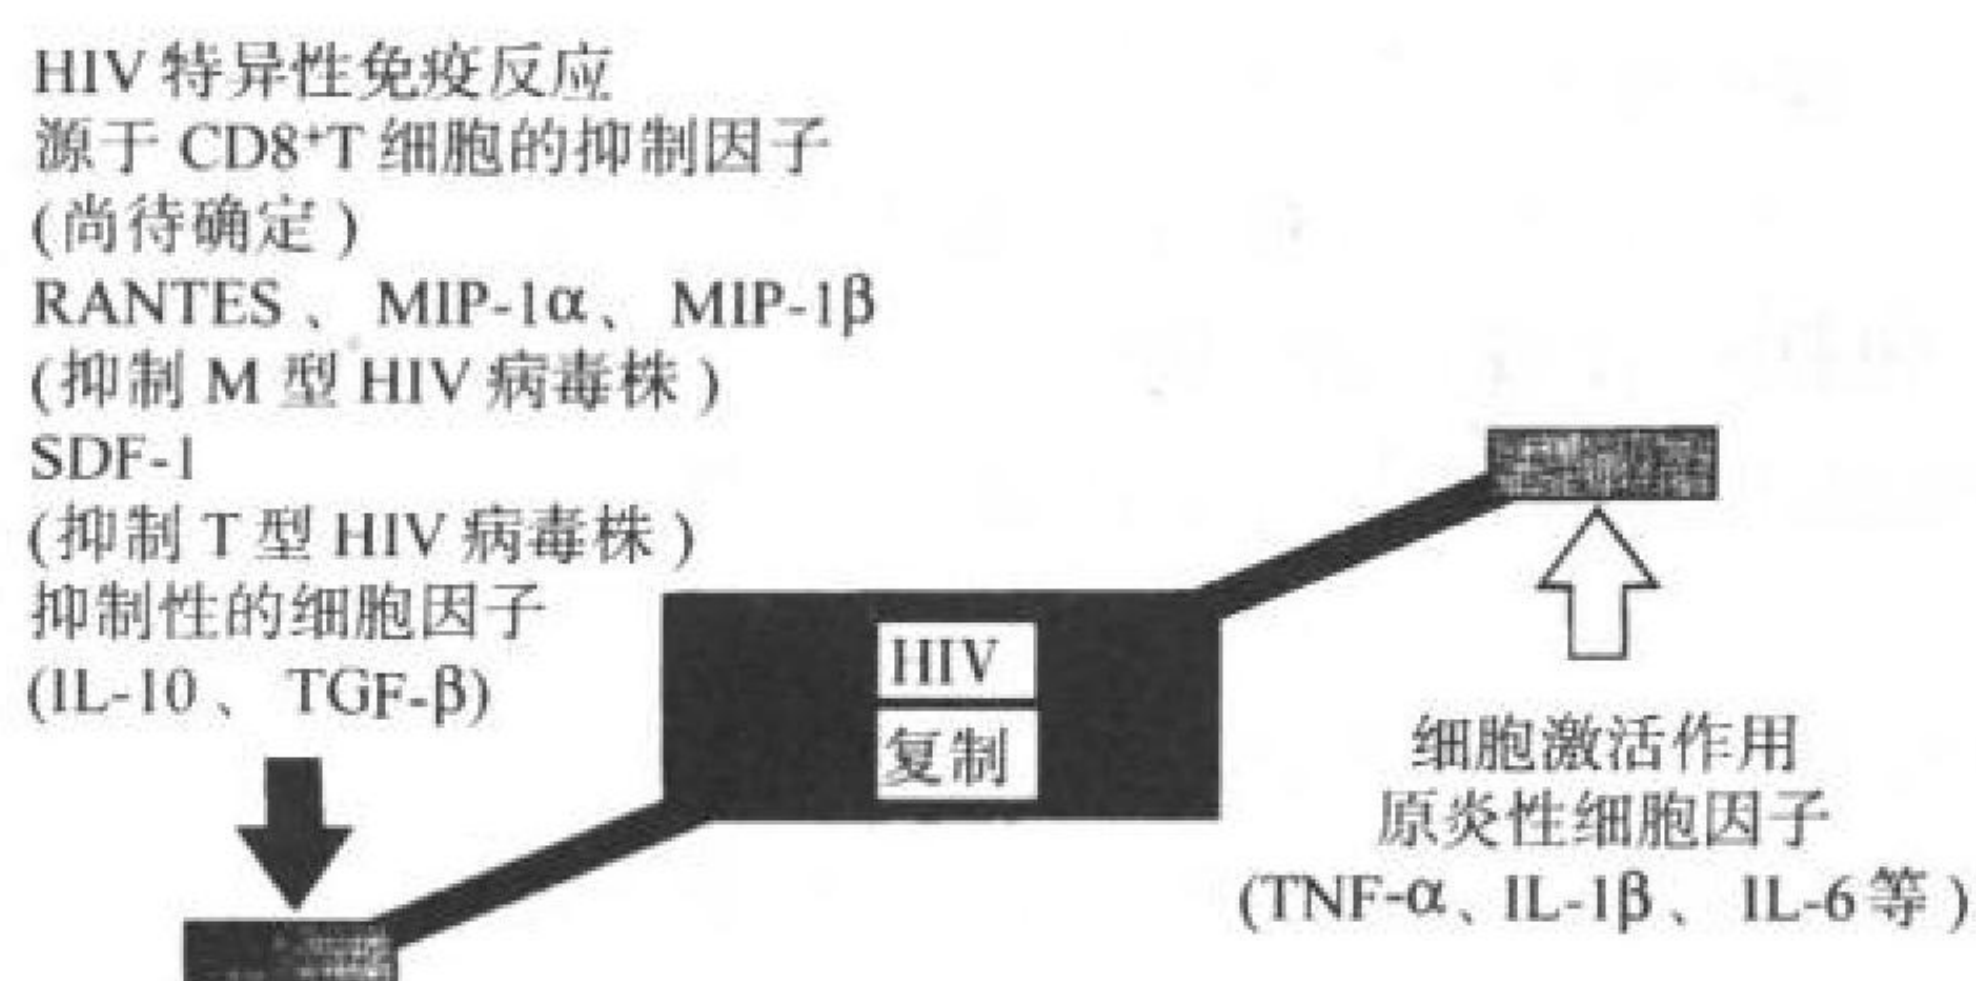 HIV 特异性免疫反应
源于 CD8⁺T 细胞的抑制因子
(尚待确定)
RANTES、 MIP-1α、 MIP-1β
(抑制 M 型 HIV 病毒株)
SDF-1
(抑制 T 型 HIV 病毒株)
抑制性的细胞因子
(IL-10、 TGF-β)
HIV
复制
细胞激活作用
原炎性细胞因子
(TNF-α、IL-1β、 IL-6等)